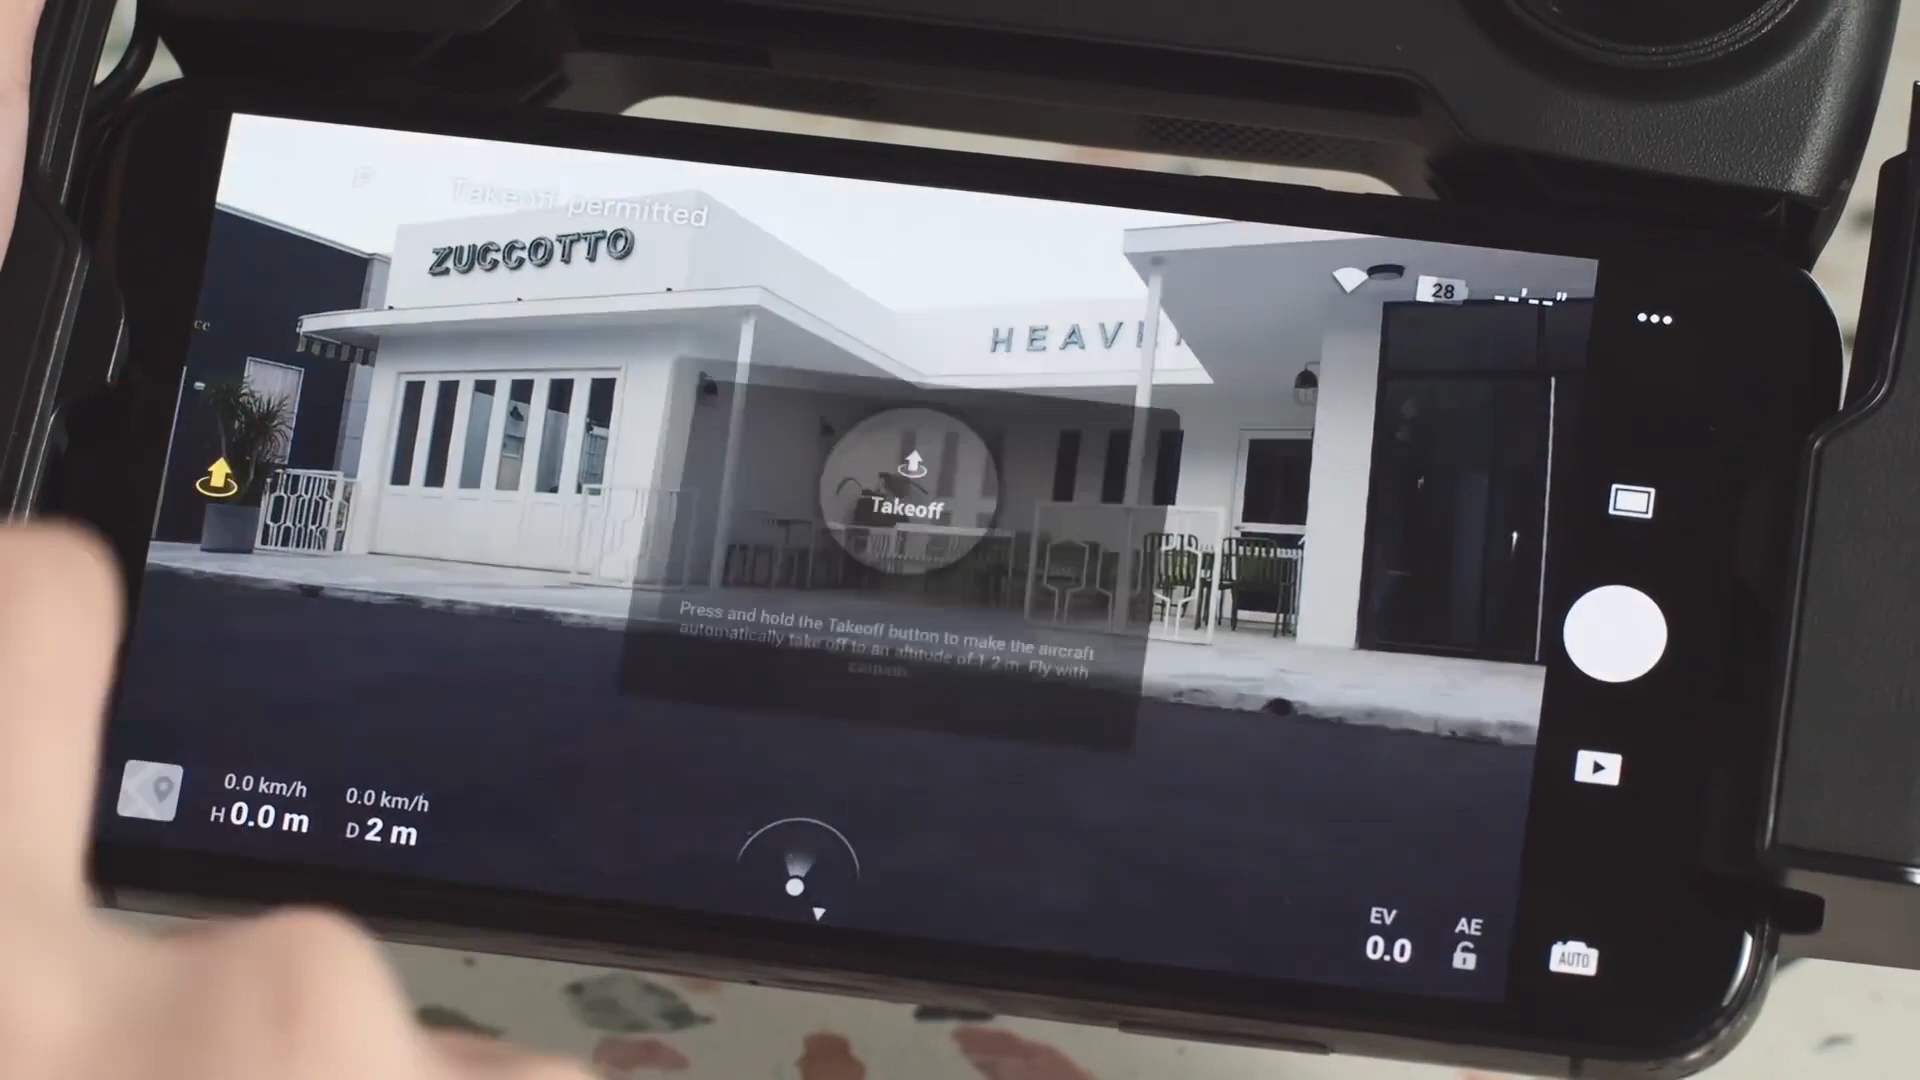 P
Takeoff permitted
ZUCCOTTO
HEAVE
28
Takeoff
Press and hold the Takeoff button to make the aircraft
automatically take off to an altitude of 1.2 m. Fly with
caution.
0.0 km/h
0.0 km/h
H 0.0 m
D 2 m
EV
AE
0.0
AUTO